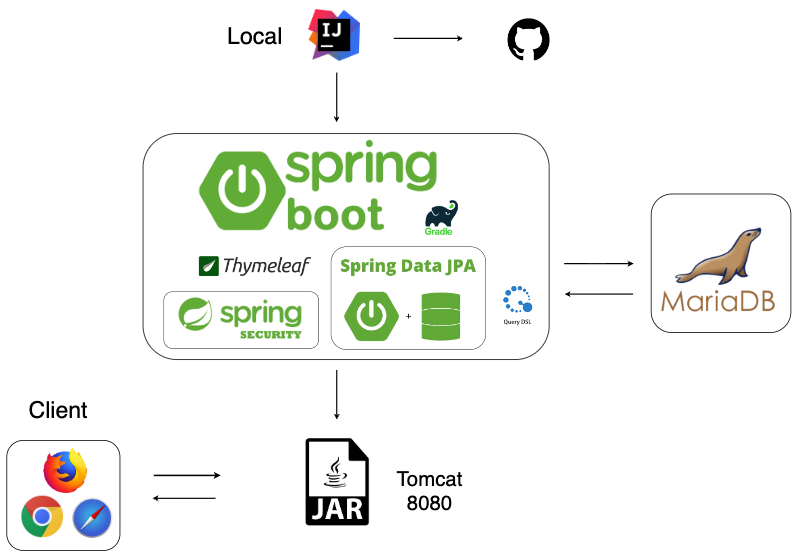 Local
IJ
spring
boot
Gradle
Thymeleaf
Spring Data JPA
spring
SECURITY
+
Query DSL
MariaDB
Client
JAR
Tomcat
8080